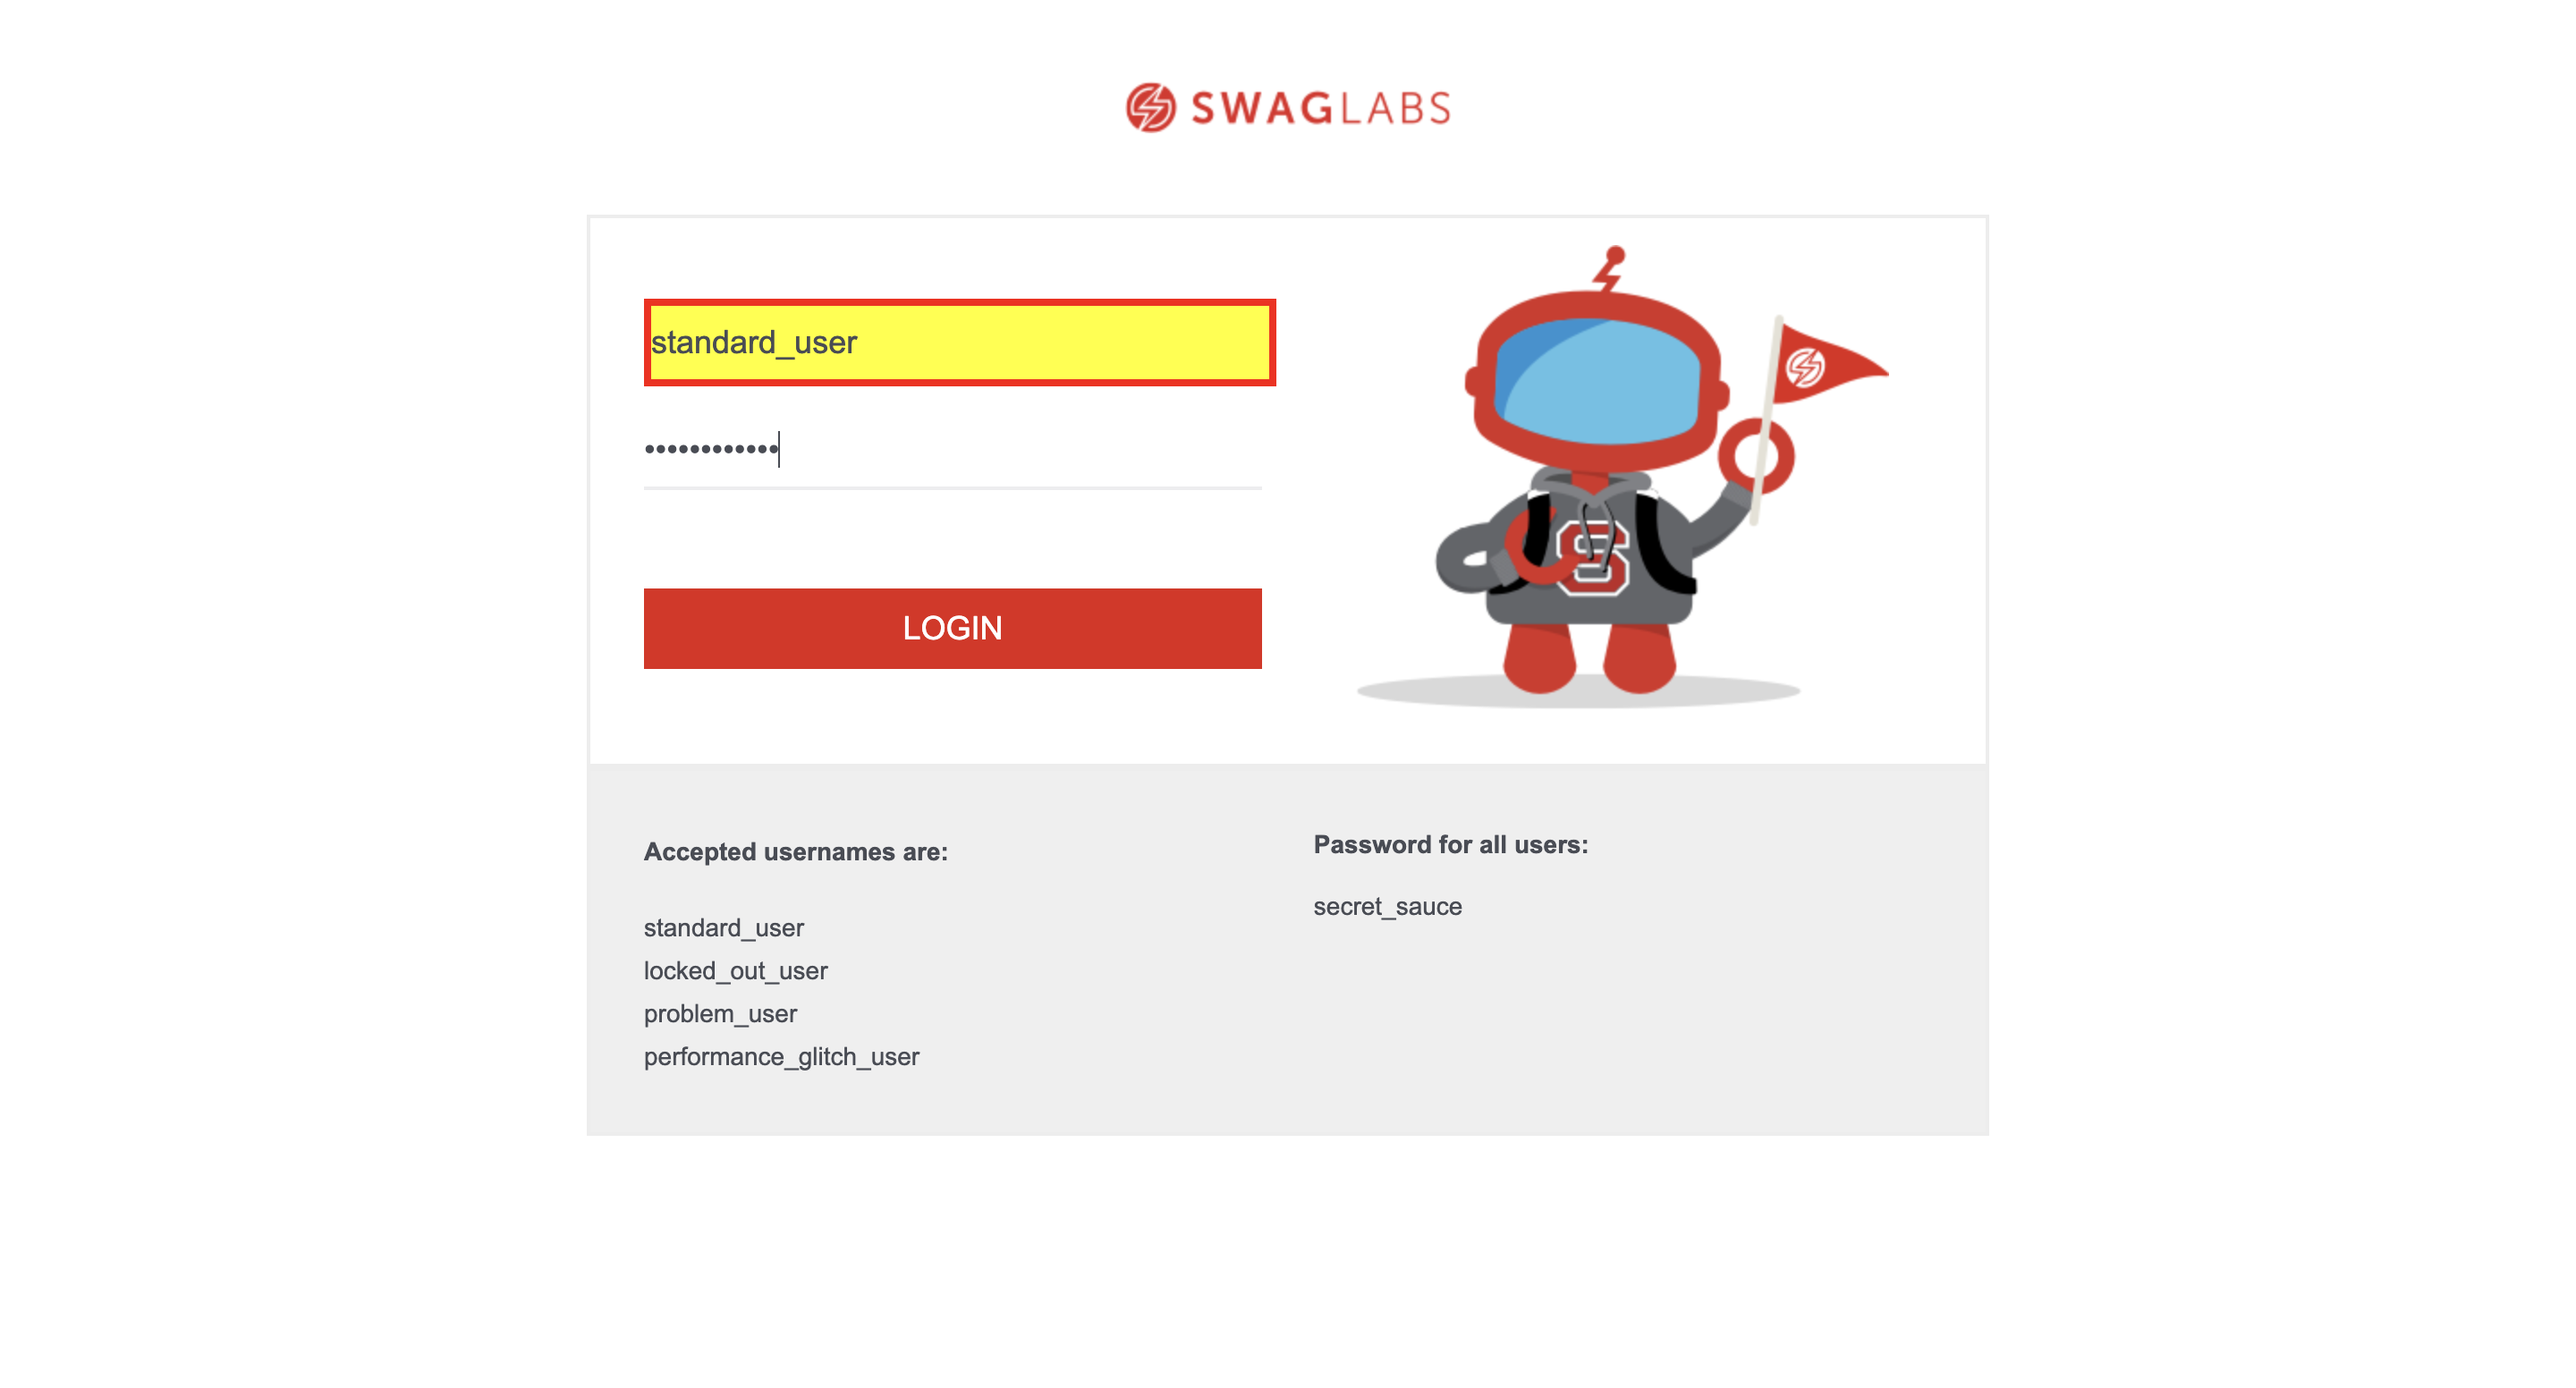 SWAGLABS
standard_user
••••••••••••
LOGIN
S
Accepted usernames are:
standard_user
locked_out_user
problem_user
performance_glitch_user
Password for all users:
secret_sauce